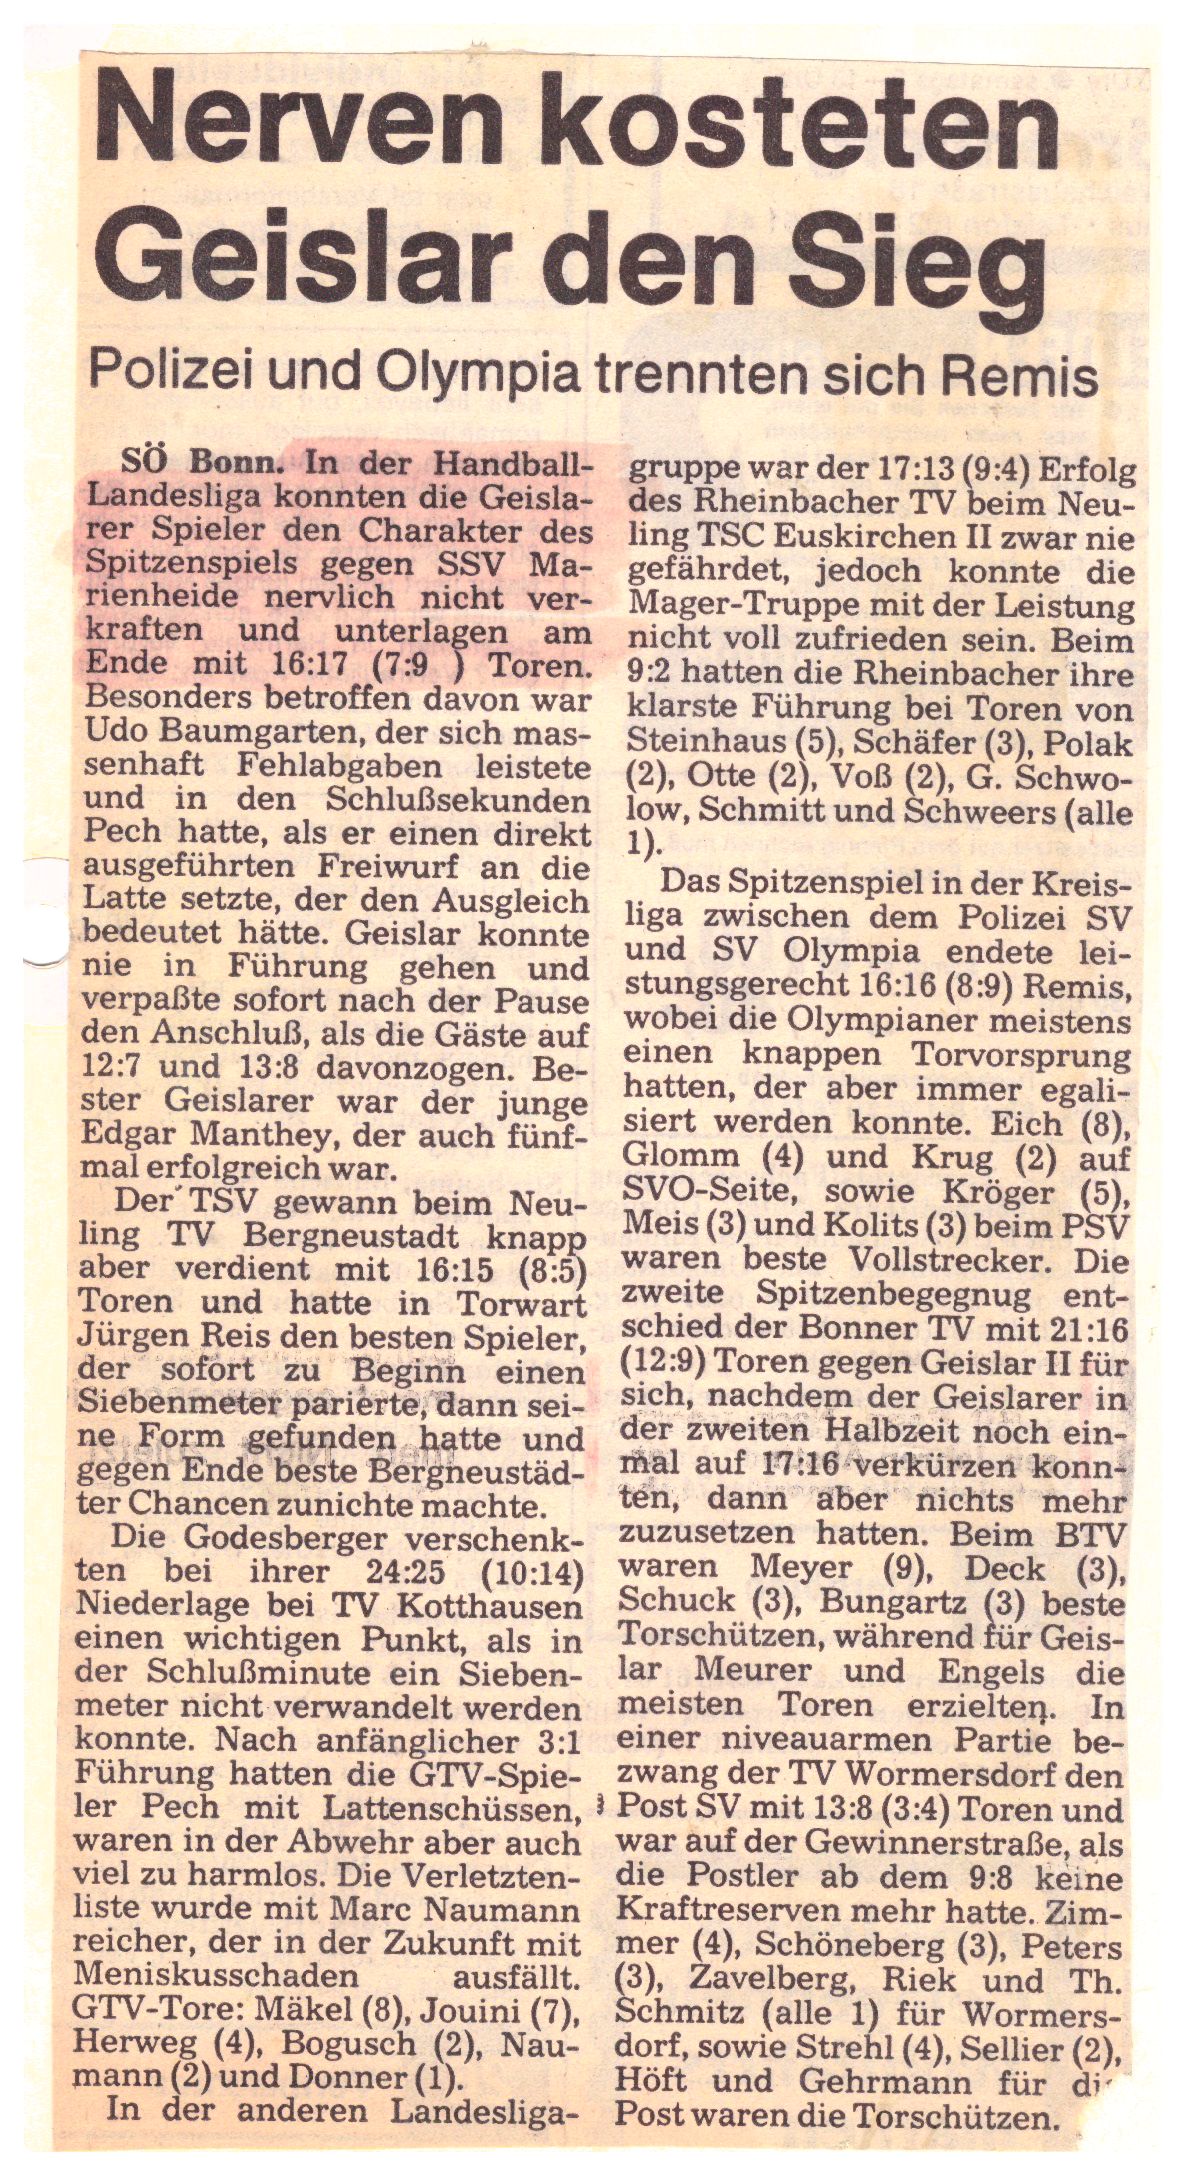 Nerven kosteten
Geislar den Sieg
Polizei und Olympia trennten sich Remis
SÖ Bonn. In der Handball-
Landesliga konnten die Geisla-
rer Spieler den Charakter des
Spitzenspiels gegen SSV Ma-
rienheide nervlich nicht ver-
kraften und unterlagen am
Ende mit 16:17 (7:9 ) Toren.
Besonders betroffen davon war
Udo Baumgarten, der sich mas-
senhaft Fehlabgaben leistete
und in den Schlußsekunden
Pech hatte, als er einen direkt
ausgeführten Freiwurf an die
Latte setzte, der den Ausgleich
bedeutet hätte. Geislar konnte
nie in Führung gehen und
verpaßte sofort nach der Pause
den Anschluß, als die Gäste auf
12:7 und 13:8 davonzogen. Be-
ster Geislarer war der junge
Edgar Manthey, der auch fünf-
mal erfolgreich war.
Der TSV gewann beim Neu-
ling TV Bergneustadt knapp
aber verdient mit 16:15 (8:5)
Toren und hatte in Torwart
Jürgen Reis den besten Spieler,
der sofort zu Beginn einen
Siebenmeter parierte, dann sei-
ne Form gefunden hatte und
gegen Ende beste Bergneustäd-
ter Chancen zunichte machte.
Die Godesberger verschenk-
ten bei ihrer 24:25 (10:14)
Niederlage bei TV Kotthausen
einen wichtigen Punkt, als in
der Schlußminute ein Sieben-
meter nicht verwandelt werden
konnte. Nach anfänglicher 3:1
Führung hatten die GTV-Spie-
ler Pech mit Lattenschüssen,
waren in der Abwehr aber auch
viel zu harmlos. Die Verletzten-
liste wurde mit Marc Naumann
reicher, der in der Zukunft mit
Meniskusschaden ausfällt.
GTV-Tore: Mäkel (8), Jouini (7),
Herweg (4), Bogusch (2), Nau-
mann (2) und Donner (1).
In der anderen Landesliga-
gruppe war der 17:13 (9:4) Erfolg
des Rheinbacher TV beim Neu-
ling TSC Euskirchen II zwar nie
gefährdet, jedoch konnte die
Mager-Truppe mit der Leistung
nicht voll zufrieden sein. Beim
9:2 hatten die Rheinbacher ihre
klarste Führung bei Toren von
Steinhaus (5), Schäfer (3), Polak
(2), Otte (2), Voß (2), G. Schwo-
low, Schmitt und Schweers (alle
1).
Das Spitzenspiel in der Kreis-
liga zwischen dem Polizei SV
und SV Olympia endete lei-
stungsgerecht 16:16 (8:9) Remis,
wobei die Olympianer meistens
einen knappen Torvorsprung
hatten, der aber immer egali-
siert werden konnte. Eich (8),
Glomm (4) und Krug (2) auf
SVO-Seite, sowie Kröger (5),
Meis (3) und Kolits (3) beim PSV
waren beste Vollstrecker. Die
zweite Spitzenbegegnug ent-
schied der Bonner TV mit 21:16
(12:9) Toren gegen Geislar II für
sich, nachdem der Geislarer in
der zweiten Halbzeit noch ein-
mal auf 17:16 verkürzen konn-
ten, dann aber nichts mehr
zuzusetzen hatten. Beim BTV
waren Meyer (9), Deck (3),
Schuck (3), Bungartz (3) beste
Torschützen, während für Geis-
lar Meurer und Engels die
meisten Toren erzielten. In
einer niveauarmen Partie be-
zwang der TV Wormersdorf den
Post SV mit 13:8 (3:4) Toren und
war auf der Gewinnerstraße, als
die Postler ab dem 9:8 keine
Kraftreserven mehr hatte. Zim-
mer (4), Schöneberg (3), Peters
(3), Zavelberg, Riek und Th.
Schmitz (alle 1) für Wormers-
dorf, sowie Strehl (4), Sellier (2),
Höft und Gehrmann für die
Post waren die Torschützen.